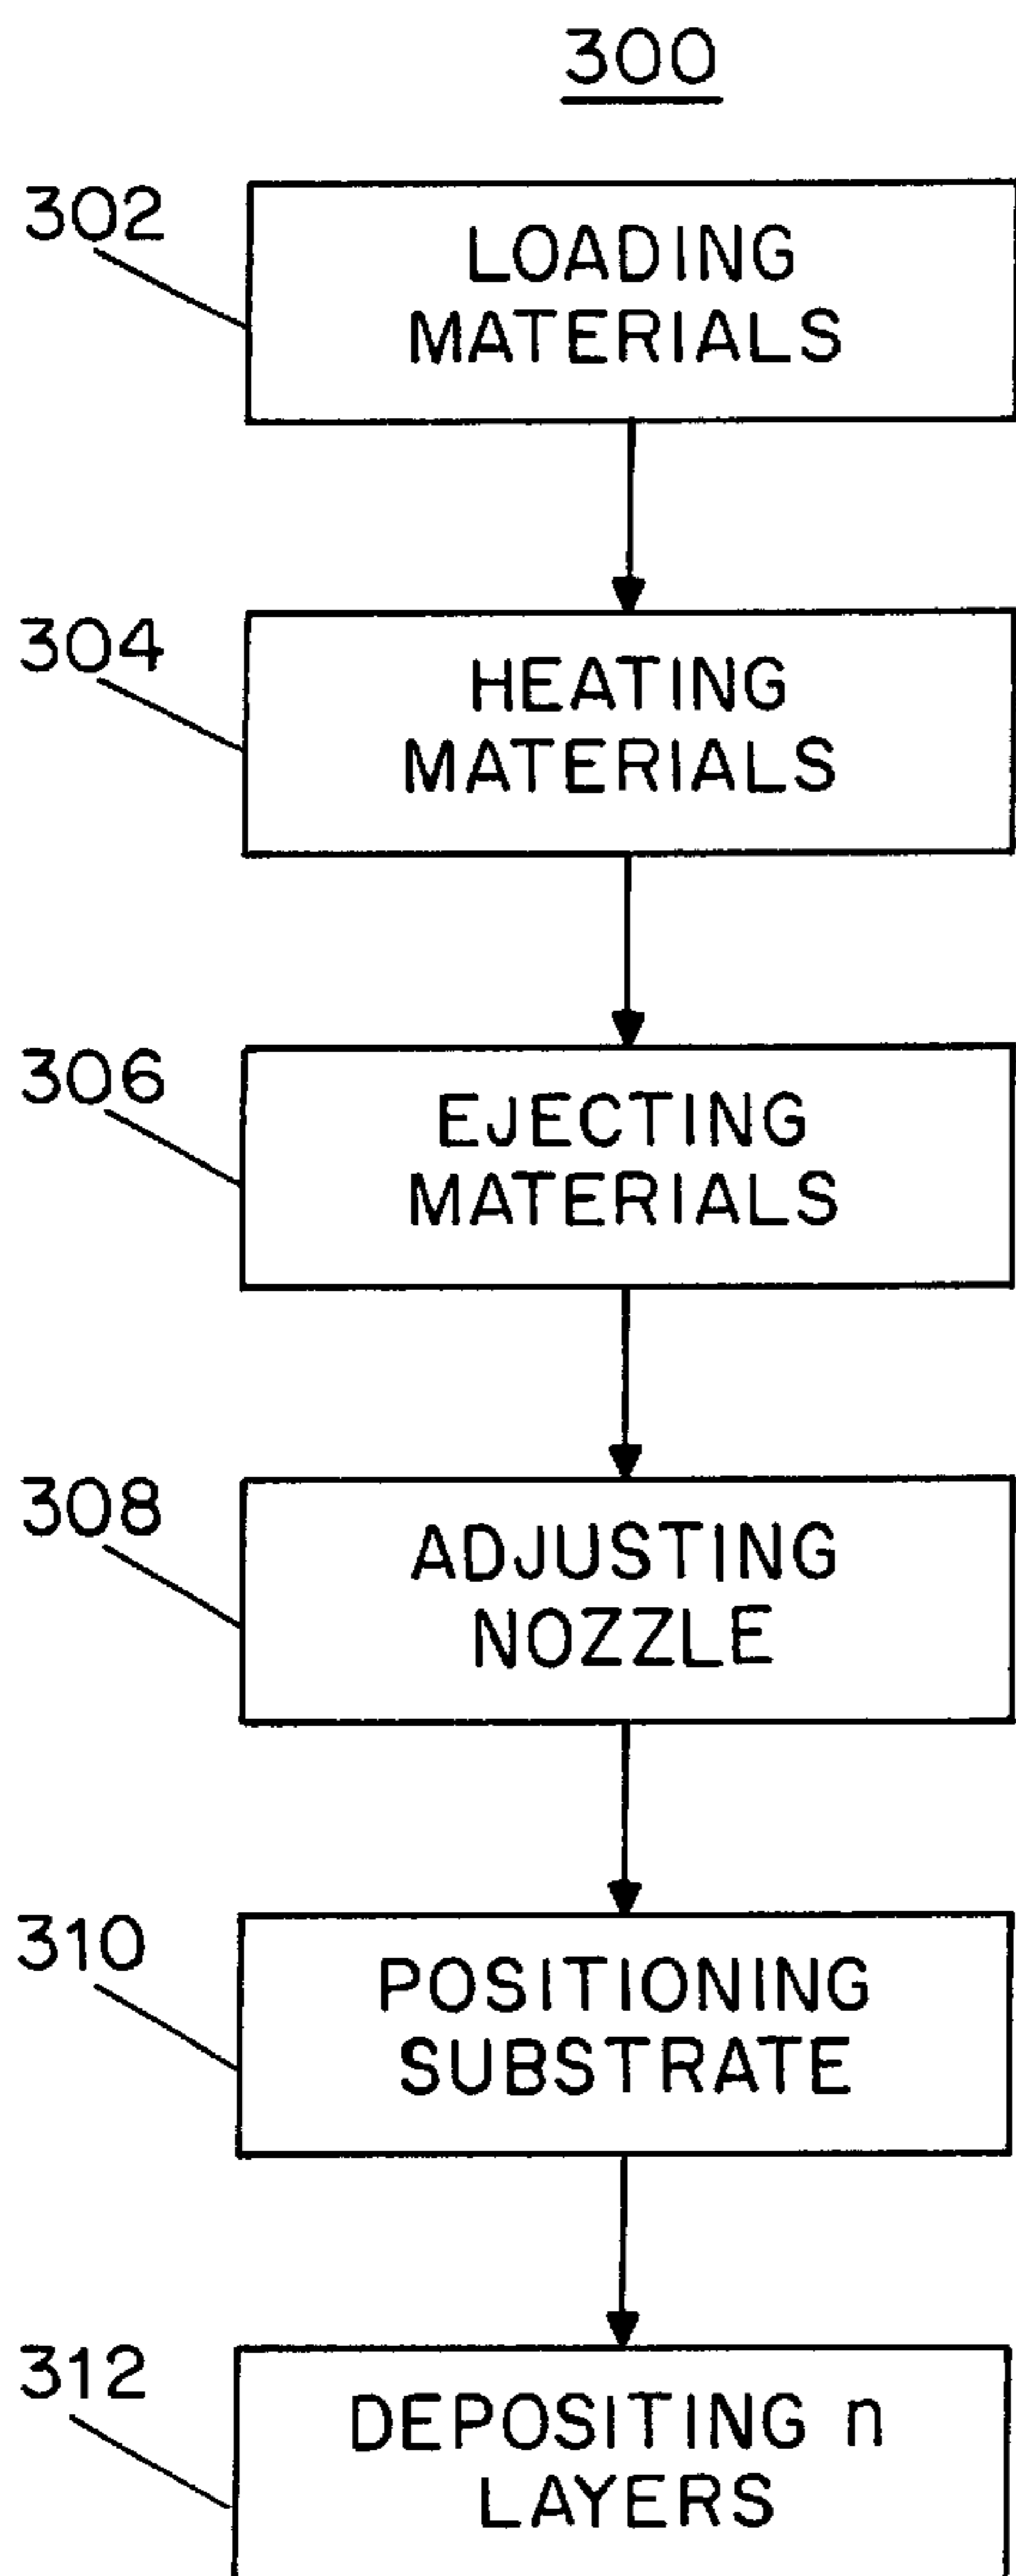 300
302
LOADING
MATERIALS
304
HEATING
MATERIALS
306
EJECTING
MATERIALS
308
ADJUSTING
NOZZLE
310
POSITIONING
SUBSTRATE
312
DEPOSITING n
LAYERS